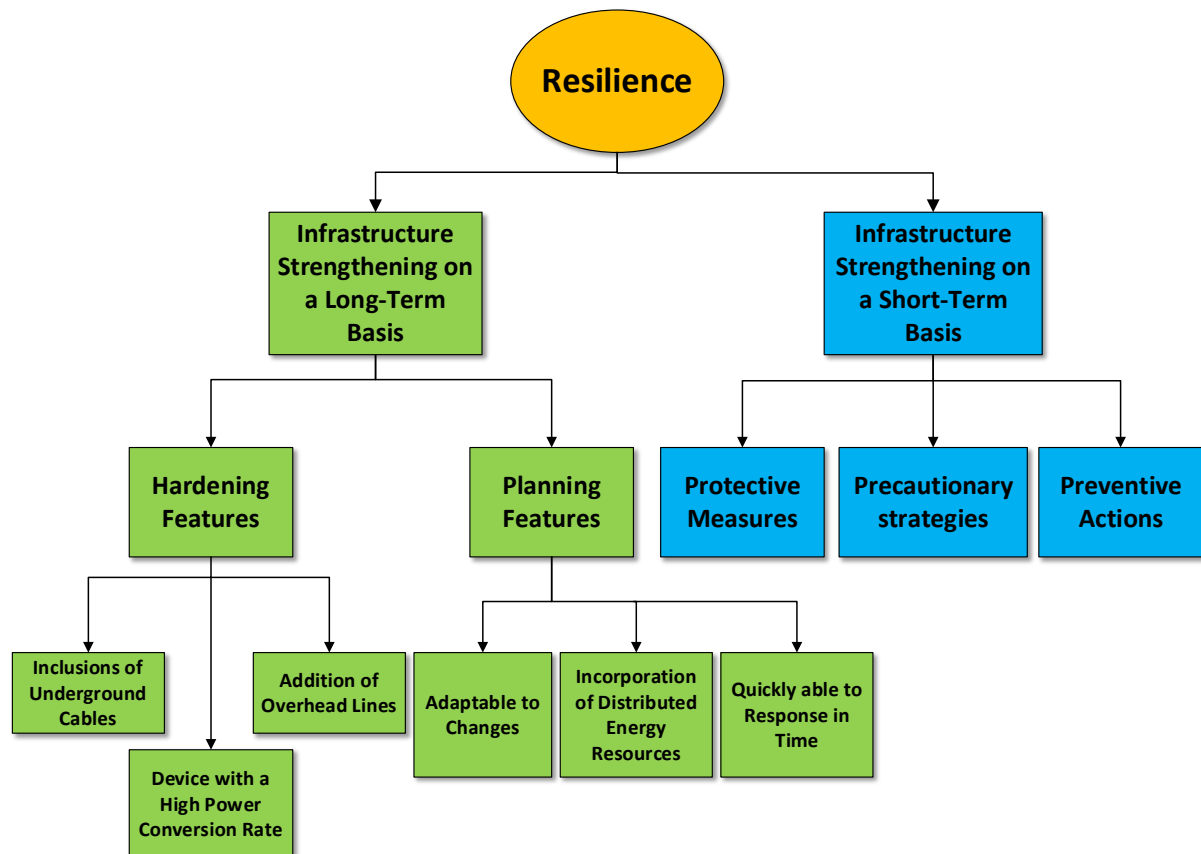 Resilience
Infrastructure
Strengthening on
a Long-Term
Basis
Infrastructure
Strengthening on
a Short-Term
Basis
Hardening
Features
Planning
Features
Protective
Measures
Precautionary
strategies
Preventive
Actions
Inclusions of
Underground
Cables
Device with a
High Power
Conversion Rate
Addition of
Overhead Lines
Adaptable to
Changes
Incorporation
of Distributed
Energy
Resources
Quickly able to
Response in
Time